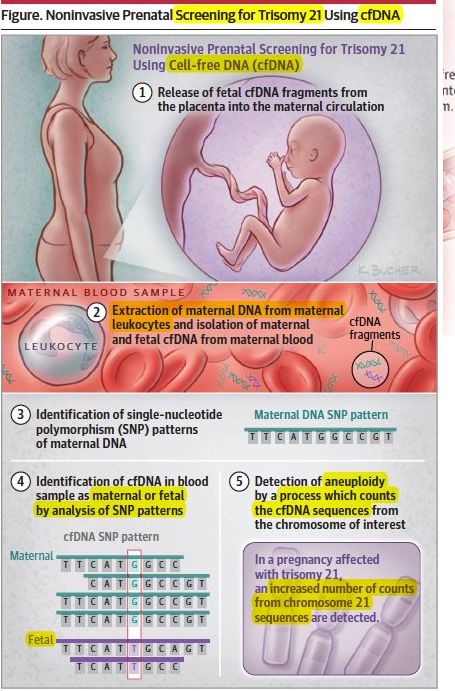 Figure. Noninvasive Prenatal Screening for Trisomy 21 Using cfDNA
Noninvasive Prenatal Screening for Trisomy 21
Using Cell-free DNA (cfDNA)
1 Release of fetal cfDNA fragments from
the placenta into the maternal circulation
K. BUCHER
MATERNAL BLOOD SAMPLE
2 Extraction of maternal DNA from maternal
leukocytes and isolation of maternal
and fetal cfDNA from maternal blood
LEUKOCYTE
cfDNA
fragments
3 Identification of single-nucleotide
polymorphism (SNP) patterns
of maternal DNA
Maternal DNA SNP pattern
T T C A T G G C C G T
4 Identification of cfDNA in blood
sample as maternal or fetal
by analysis of SNP patterns
cfDNA SNP pattern
Maternal
T T C A T G G C C
C A T G G C C G T
T T C A T G G C C G T
T T C A T G G C C G T
Fetal
T T C A T T G C A G T
T C A T T G C C
5 Detection of aneuploidy
by a process which counts
the cfDNA sequences from
the chromosome of interest
In a pregnancy affected
with trisomy 21,
an increased number of counts
from chromosome 21
sequences are detected.